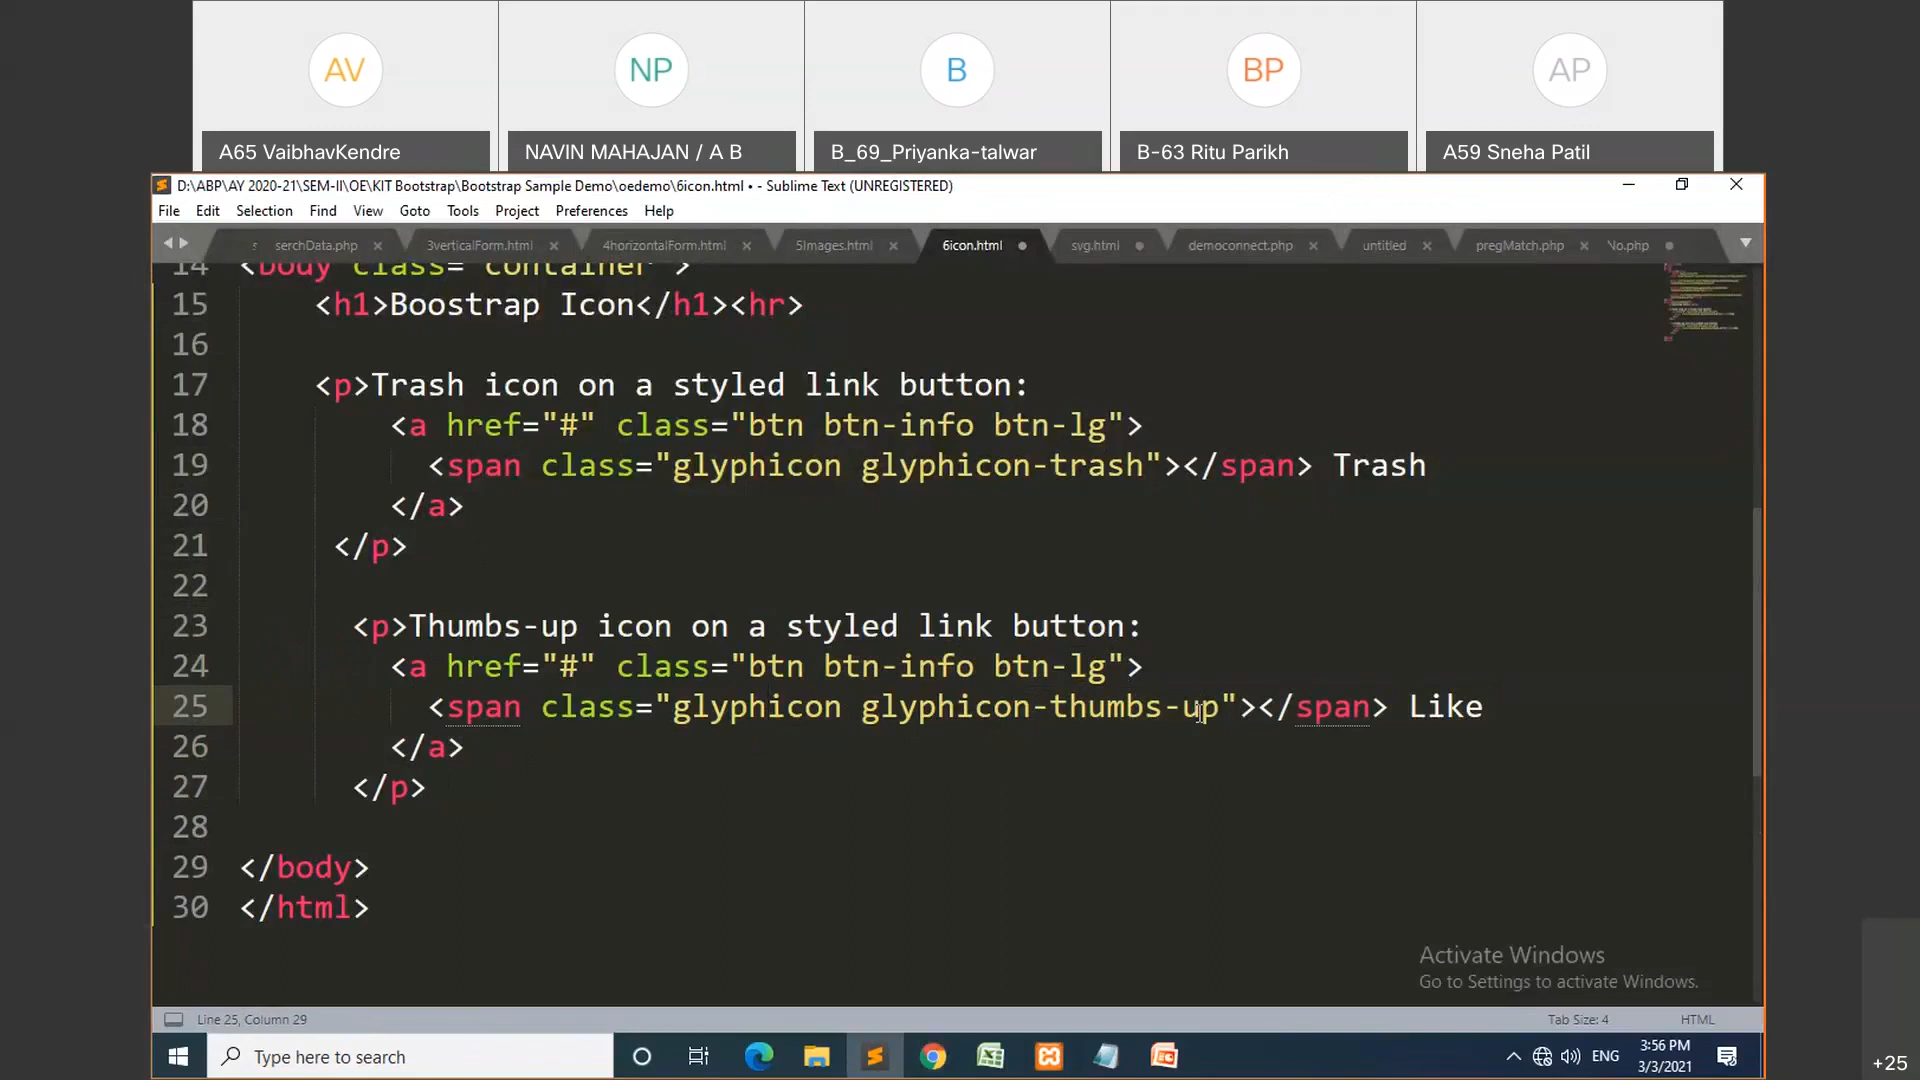 AV
NP
B
BP
AP
A65 VaibhavKendre
NAVIN MAHAJAN / A B
B_69_Priyanka-talwar
B-63 Ritu Parikh
A59 Sneha Patil
D:\ABP\AY 2020-21\SEM-II\OE\KIT Bootstrap\Bootstrap Sample Demo\oedemo\6icon.html • - Sublime Text (UNREGISTERED)
File Edit Selection Find View Goto Tools Project Preferences Help
serchData.php 3verticalForm.html 4horizontalForm.html 5Images.html 6icon.html svg.html democonnect.php untitled pregMatch.php No.php
14 <body class="container">
15 <h1>Boostrap Icon</h1><hr>
16
17 <p>Trash icon on a styled link button:
18 <a href="#" class="btn btn-info btn-lg">
19 <span class="glyphicon glyphicon-trash"></span> Trash
20 </a>
21 </p>
22
23 <p>Thumbs-up icon on a styled link button:
24 <a href="#" class="btn btn-info btn-lg">
25 <span class="glyphicon glyphicon-thumbs-up"></span> Like
26 </a>
27 </p>
28
29 </body>
30 </html>
Activate Windows
Go to Settings to activate Windows.
Line 25, Column 29 Tab Size: 4 HTML
Type here to search
ENG
3:56 PM
3/3/2021
+25